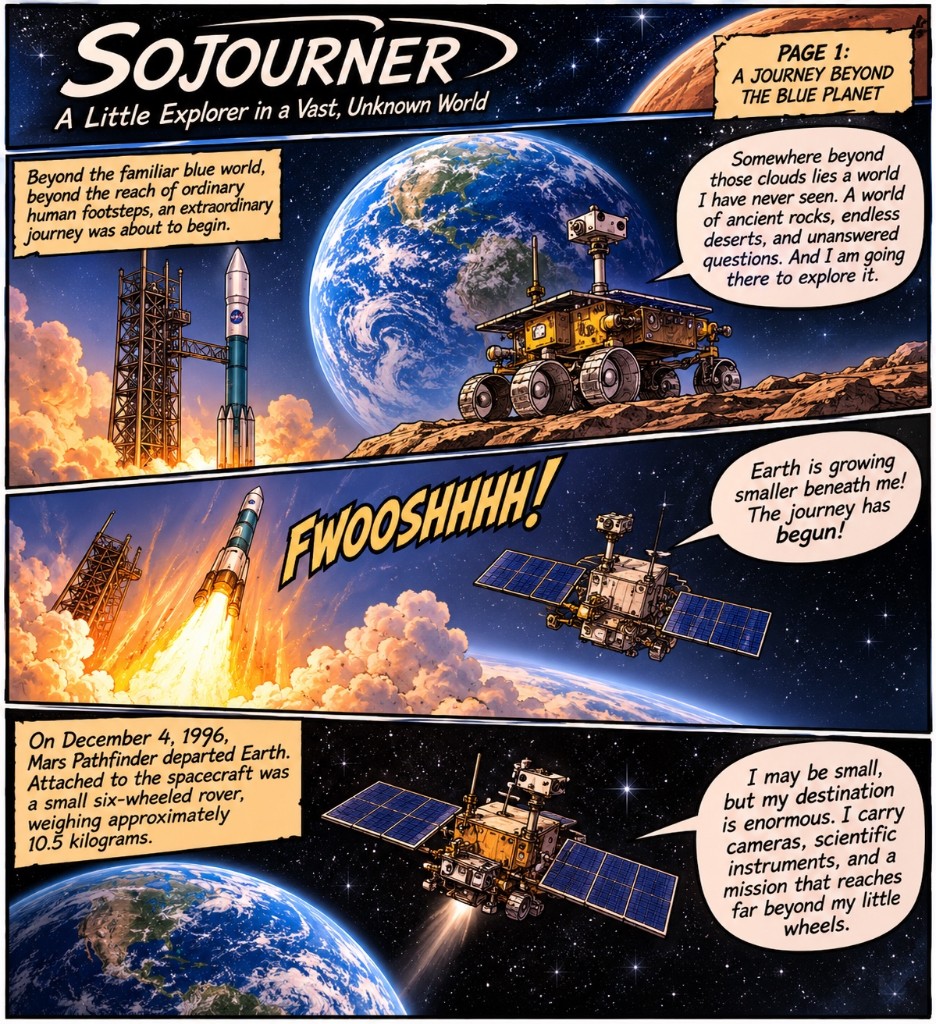 SOJOURNER
A Little Explorer in a Vast, Unknown World
PAGE 1:
A JOURNEY BEYOND
THE BLUE PLANET
Beyond the familiar blue world,
beyond the reach of ordinary
human footsteps, an extraordinary
journey was about to begin.
Somewhere beyond
those clouds lies a world
I have never seen. A world
of ancient rocks, endless
deserts, and unanswered
questions. And I am going
there to explore it.
NASA
FWOOSHHHH!
Earth is growing
smaller beneath me!
The journey has
begun!
On December 4, 1996,
Mars Pathfinder departed Earth.
Attached to the spacecraft was
a small six-wheeled rover,
weighing approximately
10.5 kilograms.
I may be small,
but my destination
is enormous. I carry
cameras, scientific
instruments, and a
mission that reaches
far beyond my little
wheels.